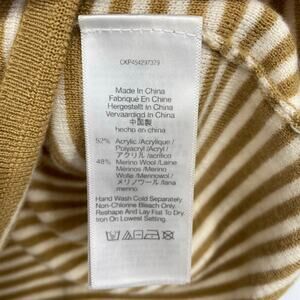 CKP454297379
Made In China
Fabriqué En Chine
Hergestellt In China
Vervaardigd In China
中国製
hecho en china
52% Acrylic /Acrylique /
Polyacryl /Acryl /
アクリル /acrilico
48% Merino Wool /Laine
Mérinos /Merino
Wolle /Merinowol /
メリノウール /lana
merino
Hand Wash Cold Separately
Non-Chlorine Bleach Only.
Reshape And Lay Flat To Dry.
Iron On Lowest Setting.